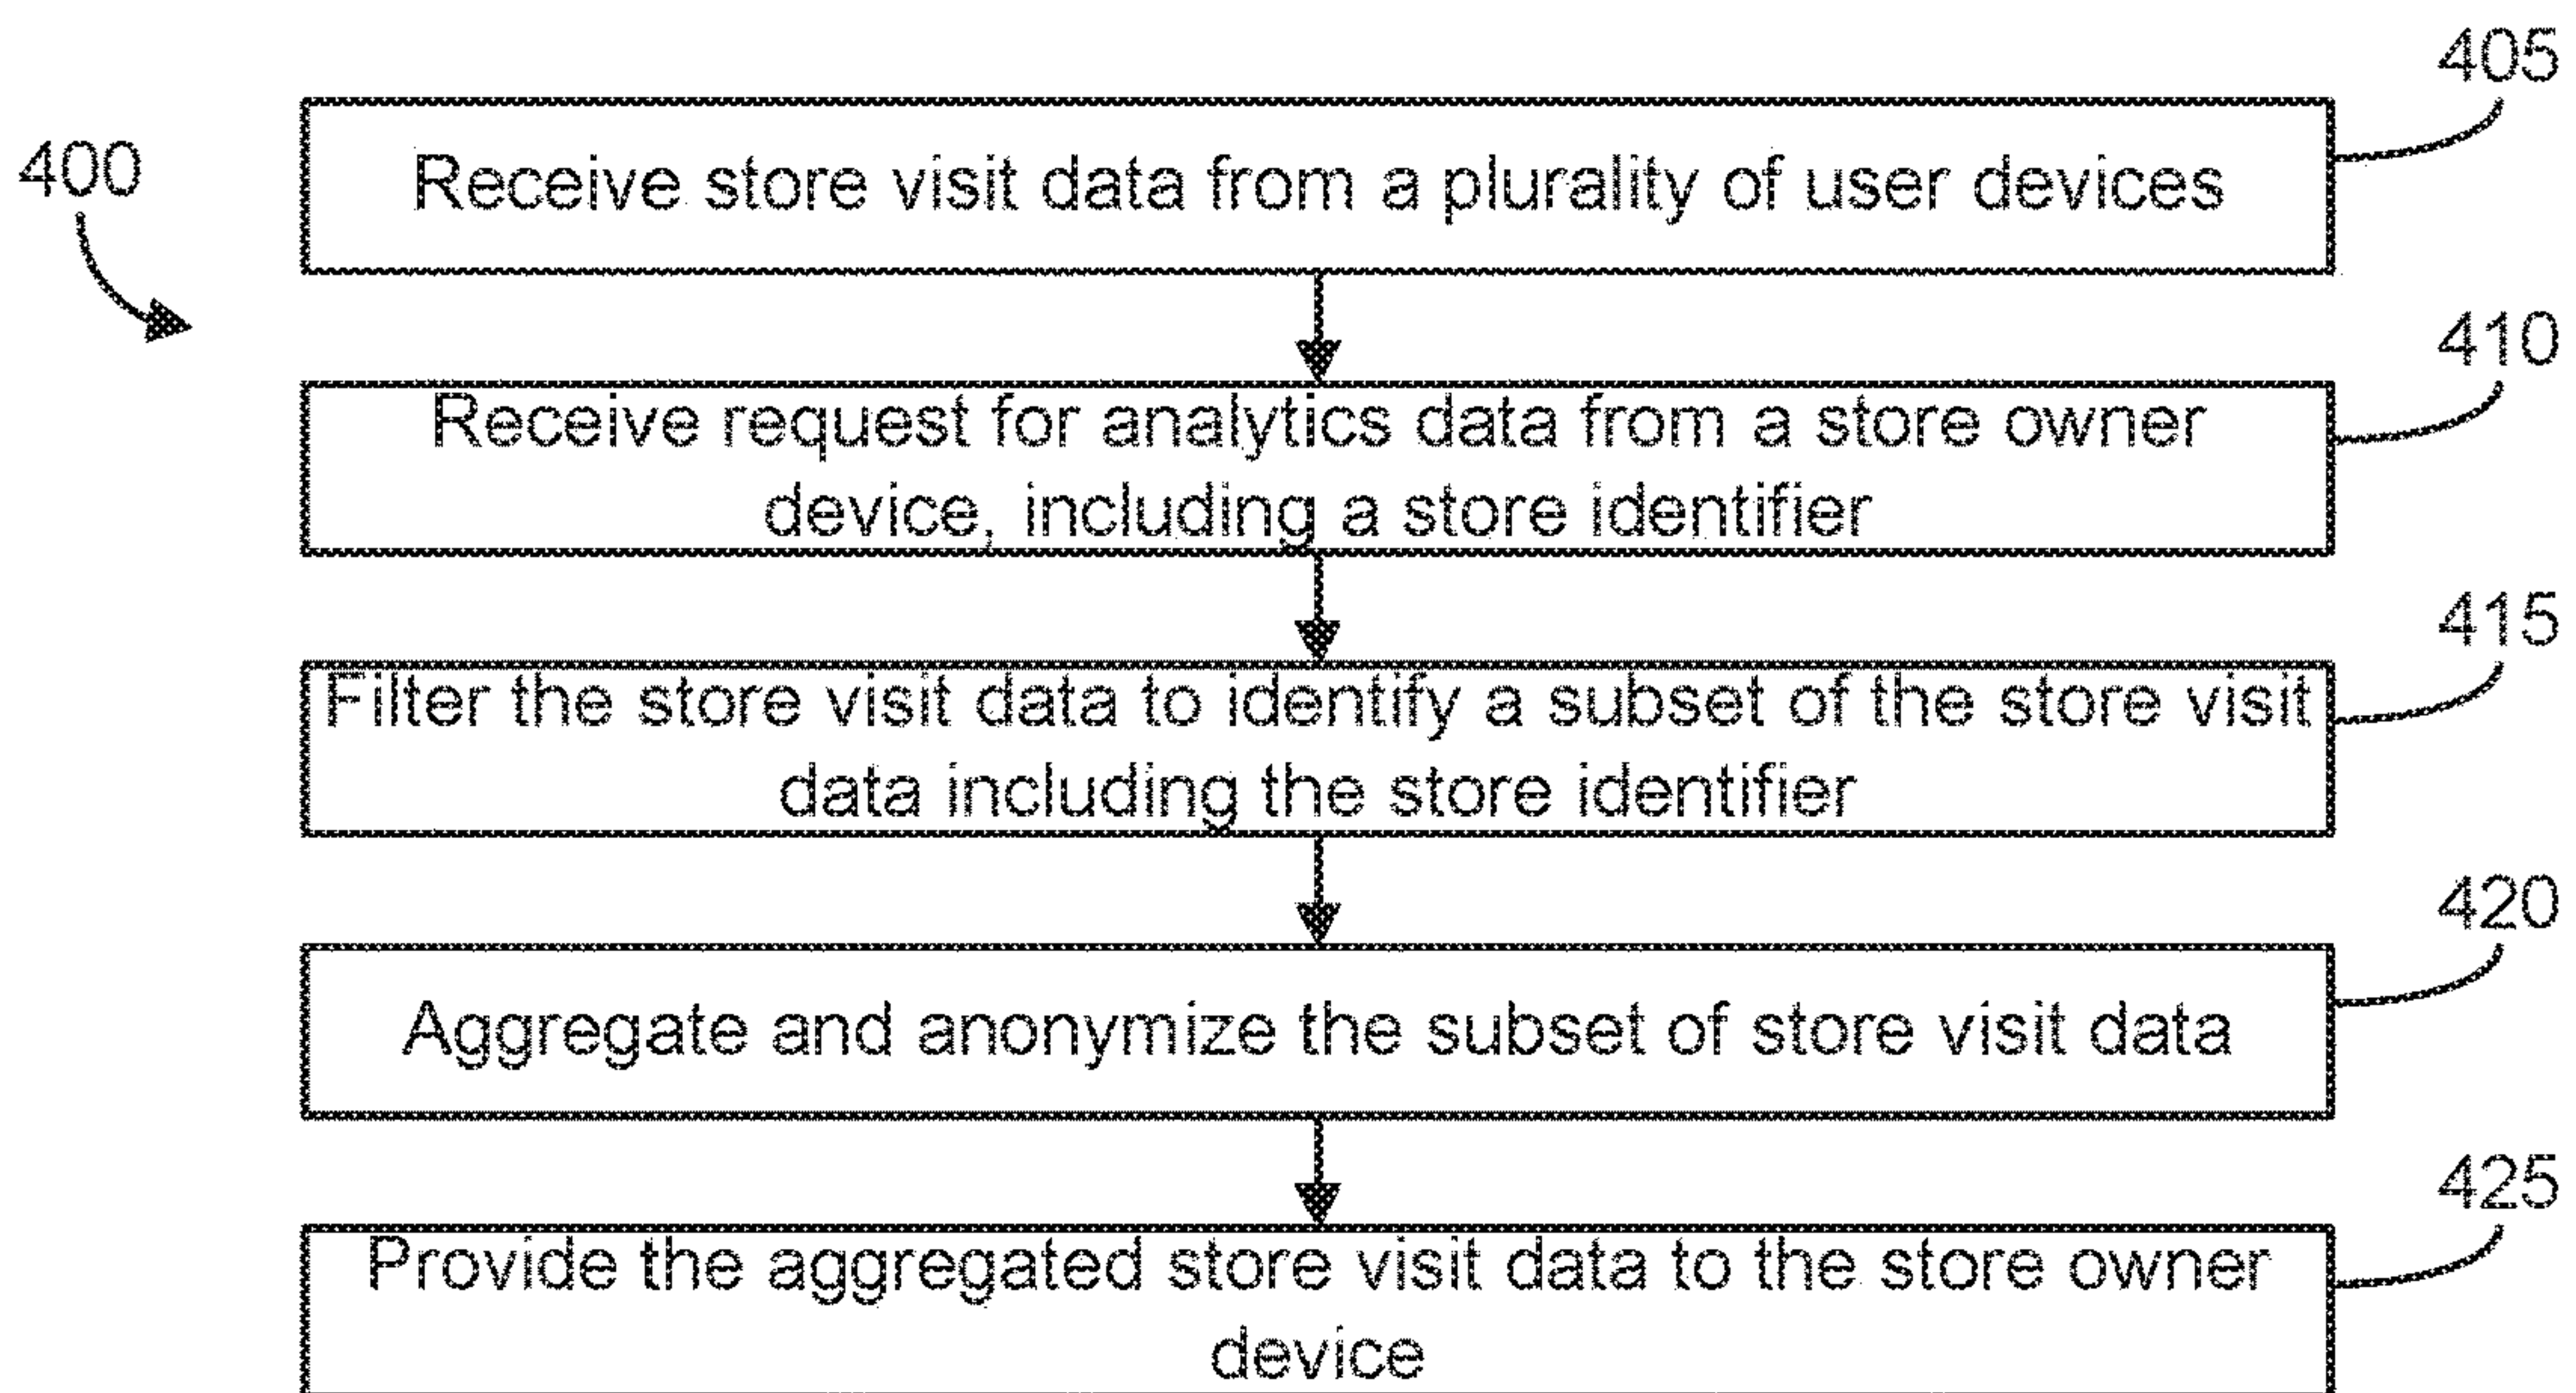 405
400
Receive store visit data from a plurality of user devices
410
Receive request for analytics data from a store owner
device, including a store identifier
415
Filter the store visit data to identify a subset of the store visit
data including the store identifier
420
Aggregate and anonymize the subset of store visit data
425
Provide the aggregated store visit data to the store owner
device